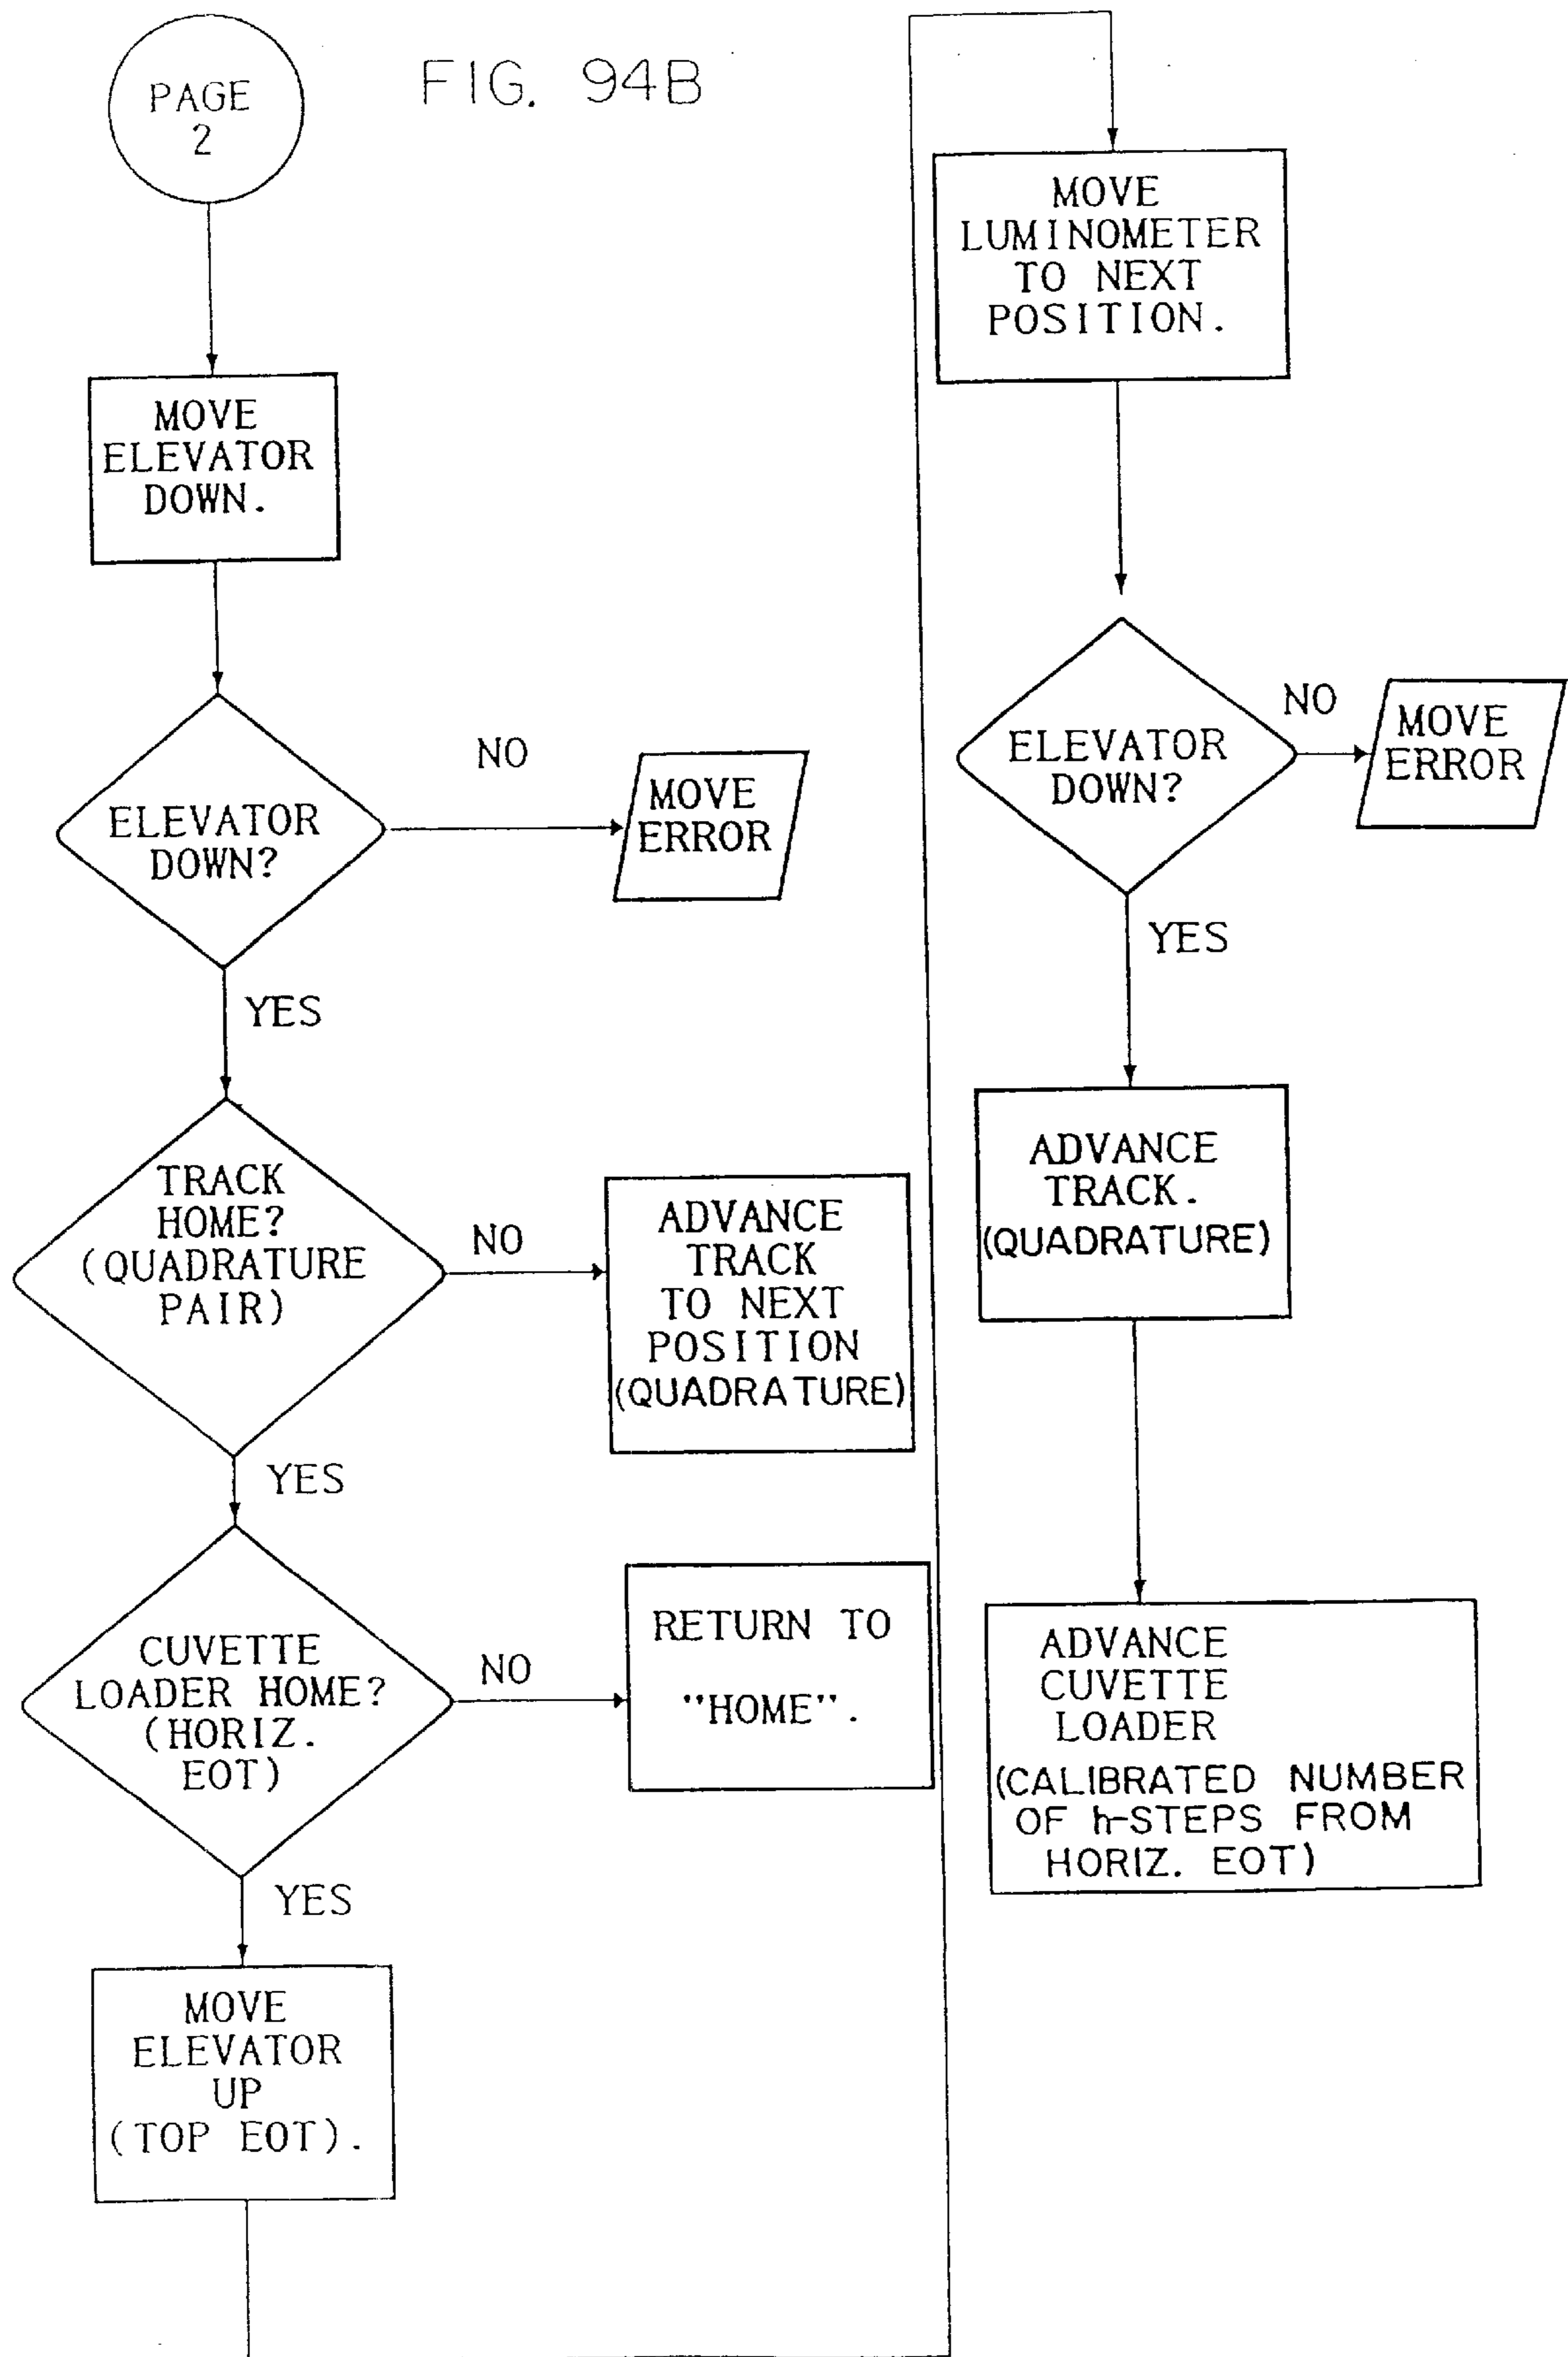 PAGE
2
FIG. 94B
MOVE
ELEVATOR
DOWN.
ELEVATOR
DOWN?
NO
MOVE
ERROR
YES
TRACK
HOME?
(QUADRATURE
PAIR)
NO
ADVANCE
TRACK
TO NEXT
POSITION
(QUADRATURE)
YES
CUVETTE
LOADER HOME?
(HORIZ.
EOT)
NO
RETURN TO
"HOME".
YES
MOVE
ELEVATOR
UP
(TOP EOT).
MOVE
LUMINOMETER
TO NEXT
POSITION.
ELEVATOR
DOWN?
NO
MOVE
ERROR
YES
ADVANCE
TRACK.
(QUADRATURE)
ADVANCE
CUVETTE
LOADER
(CALIBRATED NUMBER
OF h-STEPS FROM
HORIZ. EOT)